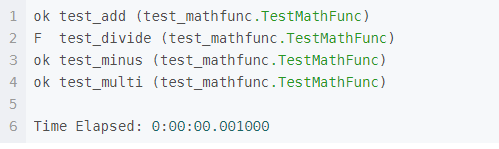 1 ok test_add (test_mathfunc.TestMathFunc)
2 F  test_divide (test_mathfunc.TestMathFunc)
3 ok test_minus (test_mathfunc.TestMathFunc)
4 ok test_multi (test_mathfunc.TestMathFunc)
5
6 Time Elapsed: 0:00:00.001000